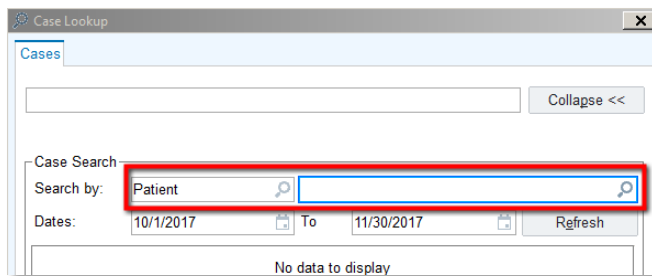 Case Lookup
Cases
Collapse <<
Case Search
Search by: Patient
Dates: 10/1/2017 To 11/30/2017 Refresh
No data to display